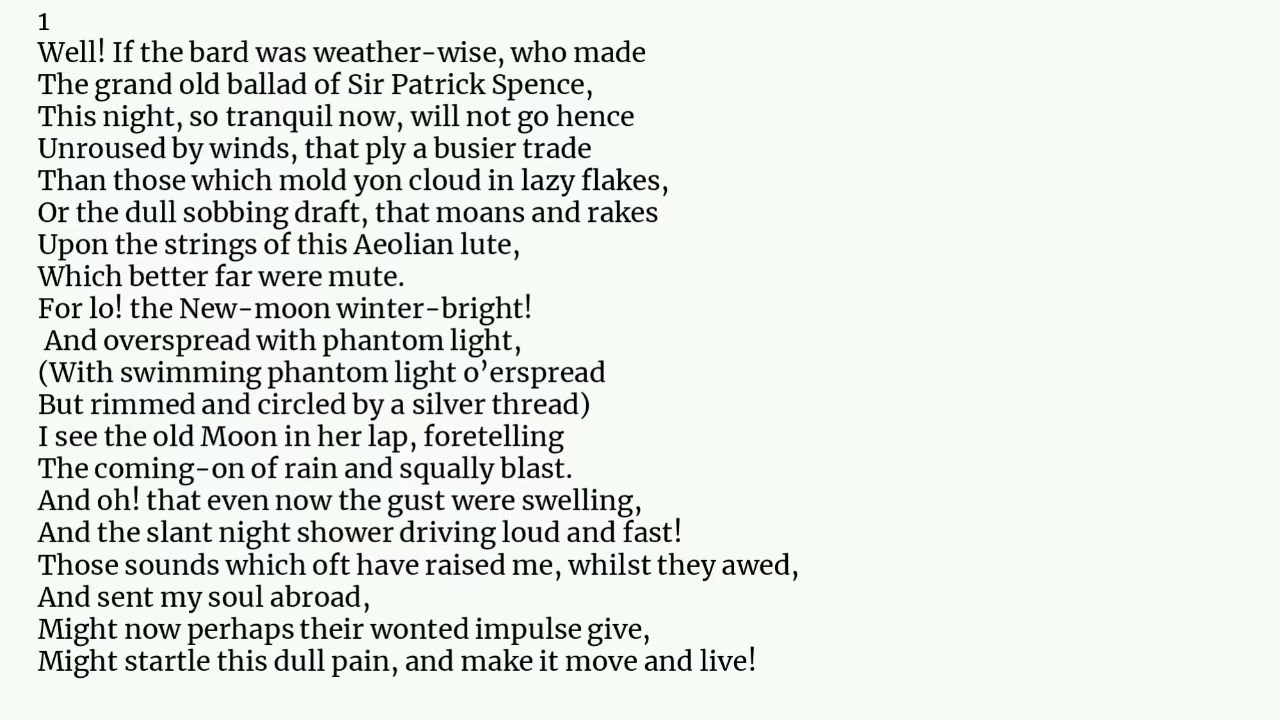 1
Well! If the bard was weather-wise, who made
The grand old ballad of Sir Patrick Spence,
This night, so tranquil now, will not go hence
Unroused by winds, that ply a busier trade
Than those which mold yon cloud in lazy flakes,
Or the dull sobbing draft, that moans and rakes
Upon the strings of this Aeolian lute,
Which better far were mute.
For lo! the New-moon winter-bright!
And overspread with phantom light,
(With swimming phantom light o’erspread
But rimmed and circled by a silver thread)
I see the old Moon in her lap, foretelling
The coming-on of rain and squally blast.
And oh! that even now the gust were swelling,
And the slant night shower driving loud and fast!
Those sounds which oft have raised me, whilst they awed,
And sent my soul abroad,
Might now perhaps their wonted impulse give,
Might startle this dull pain, and make it move and live!